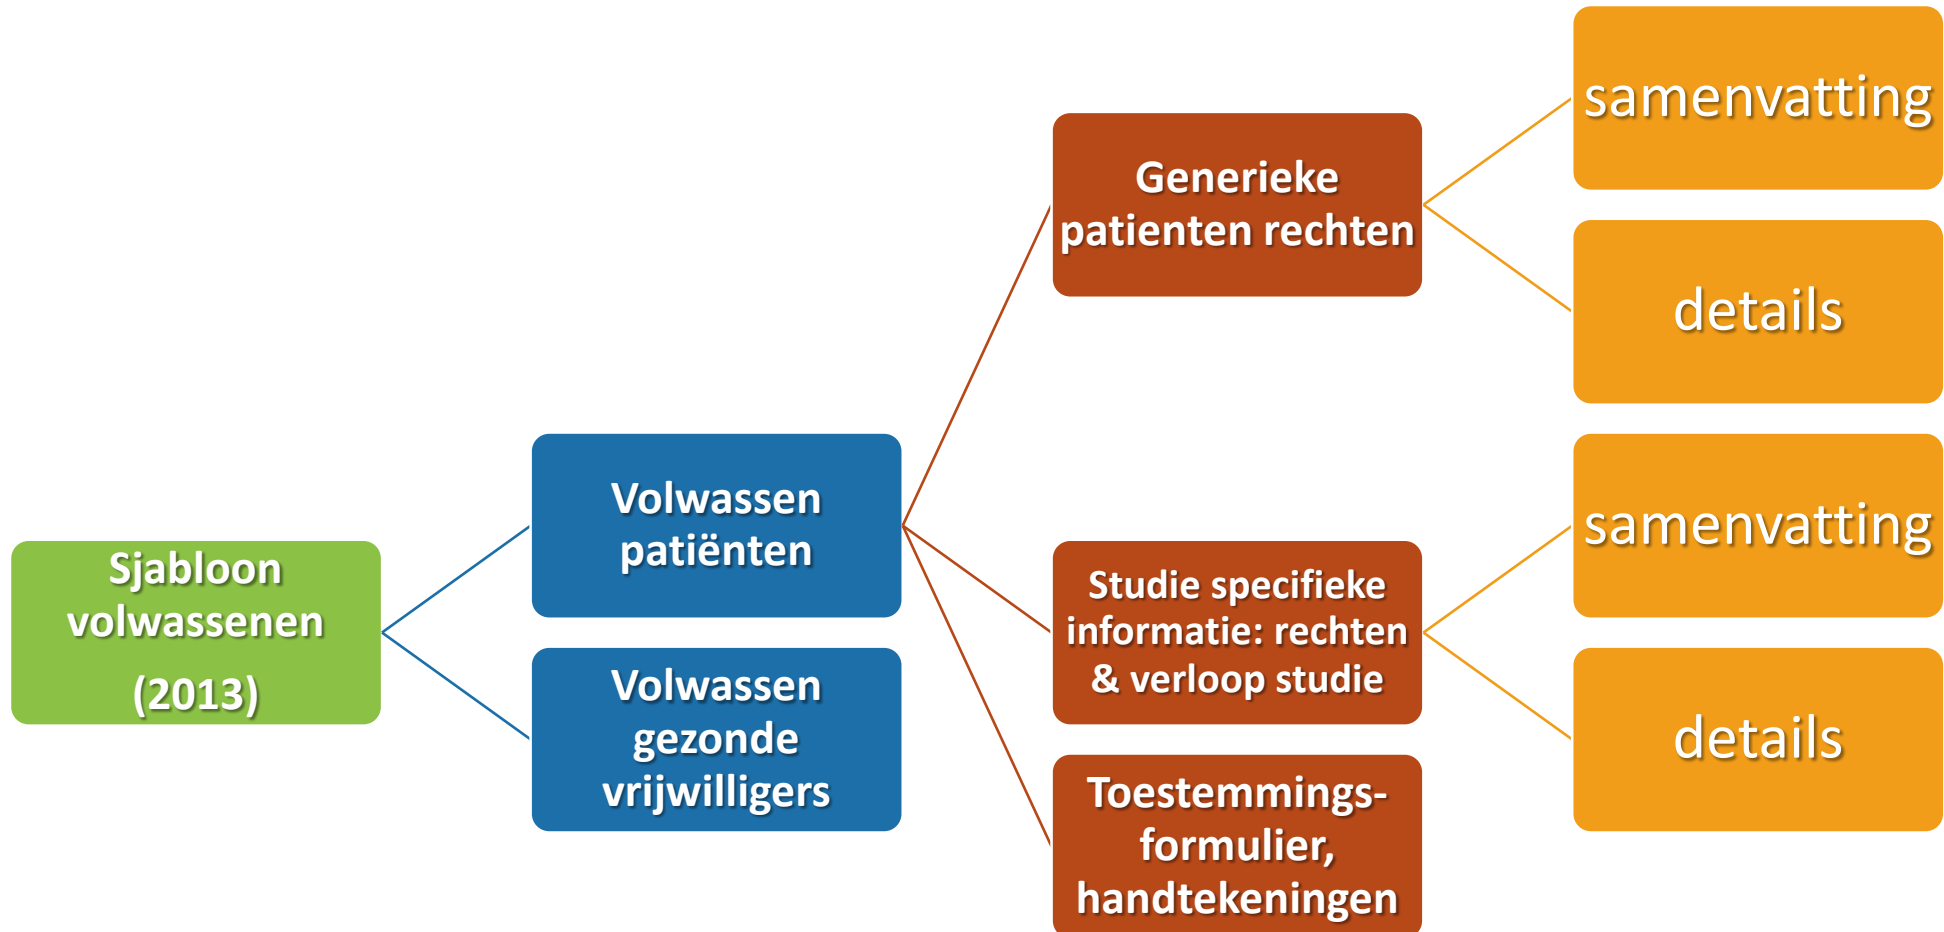 Sjabloon
volwassenen
(2013)
Volwassen
patiënten
Volwassen
gezonde
vrijwilligers
Generieke
patienten rechten
Studie specifieke
informatie: rechten
& verloop studie
Toestemmings-
formulier,
handtekeningen
samenvatting
details
samenvatting
details